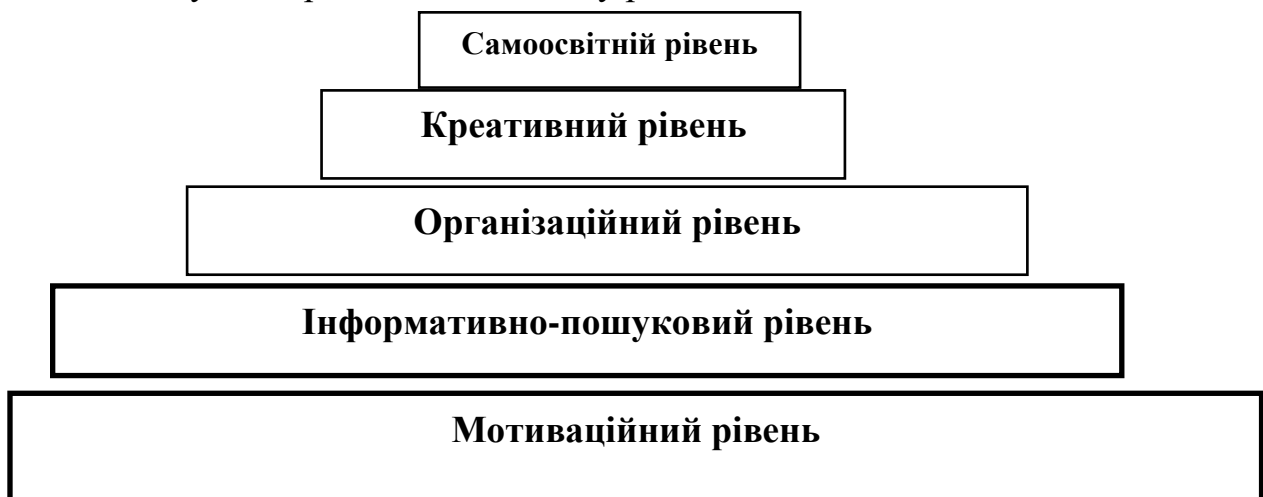 Самоосвітній рівень
Креативний рівень
Організаційний рівень
Інформативно-пошуковий рівень
Мотиваційний рівень